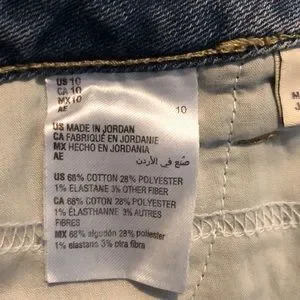 US 10
CA 10
MX 10
AE
10
US MADE IN JORDAN
CA FABRIQUÉ EN JORDANIE
MX HECHO EN JORDANIA
AE
صنع في الأردن
US 68% COTTON 28% POLYESTER
1% ELASTANE 3% OTHER FIBER
CA 68% COTON 28% POLYESTER
1% ÉLASTHANNE 3% AUTRES
FIBRES
MX 68% algodón 28% poliester
1% elastano 3% otra fibra